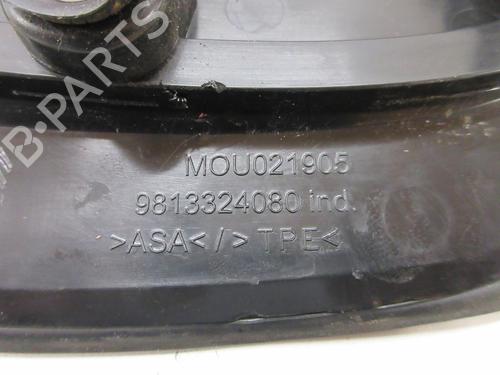 B-PARTS
MOU021905
9813324080 ind.
>ASA</>TPE<